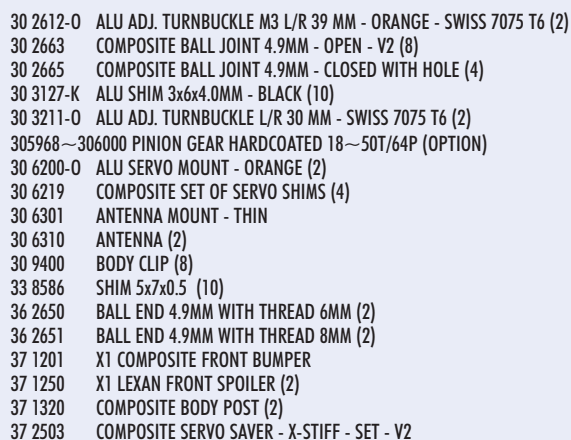 30 2612-O ALU ADJ. TURNBUCKLE M3 L/R 39 MM - ORANGE - SWISS 7075 T6 (2)
30 2663 COMPOSITE BALL JOINT 4.9MM - OPEN - V2 (8)
30 2665 COMPOSITE BALL JOINT 4.9MM - CLOSED WITH HOLE (4)
30 3127-K ALU SHIM 3x6x4.0MM - BLACK (10)
30 3211-O ALU ADJ. TURNBUCKLE L/R 30 MM - SWISS 7075 T6 (2)
305968~306000 PINION GEAR HARDCOATED 18~50T/64P (OPTION)
30 6200-O ALU SERVO MOUNT - ORANGE (2)
30 6219 COMPOSITE SET OF SERVO SHIMS (4)
30 6301 ANTENNA MOUNT - THIN
30 6310 ANTENNA (2)
30 9400 BODY CLIP (8)
33 8586 SHIM 5x7x0.5 (10)
36 2650 BALL END 4.9MM WITH THREAD 6MM (2)
36 2651 BALL END 4.9MM WITH THREAD 8MM (2)
37 1201 X1 COMPOSITE FRONT BUMPER
37 1250 X1 LEXAN FRONT SPOILER (2)
37 1320 COMPOSITE BODY POST (2)
37 2503 COMPOSITE SERVO SAVER - X-STIFF - SET - V2